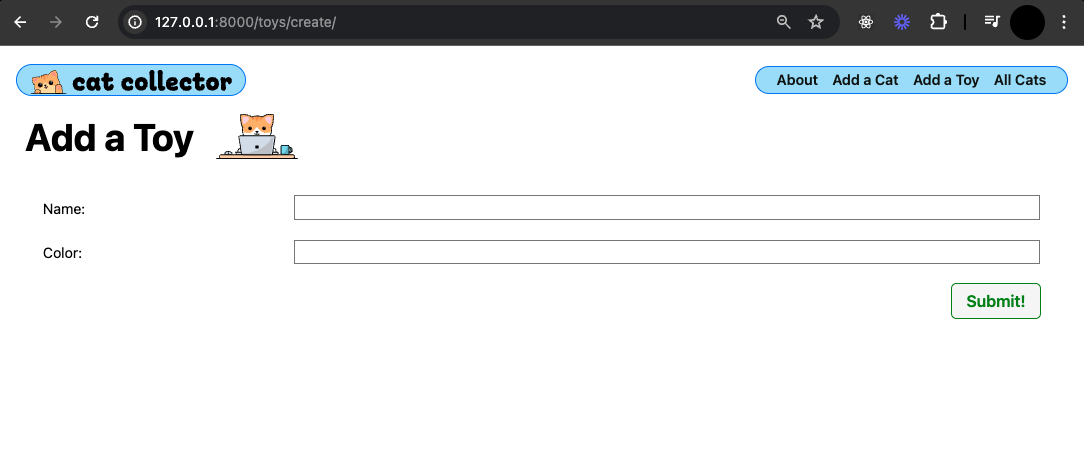 127.0.0.1:8000/toys/create/
cat collector
About Add a Cat Add a Toy All Cats
Add a Toy
Name:
Color:
Submit!